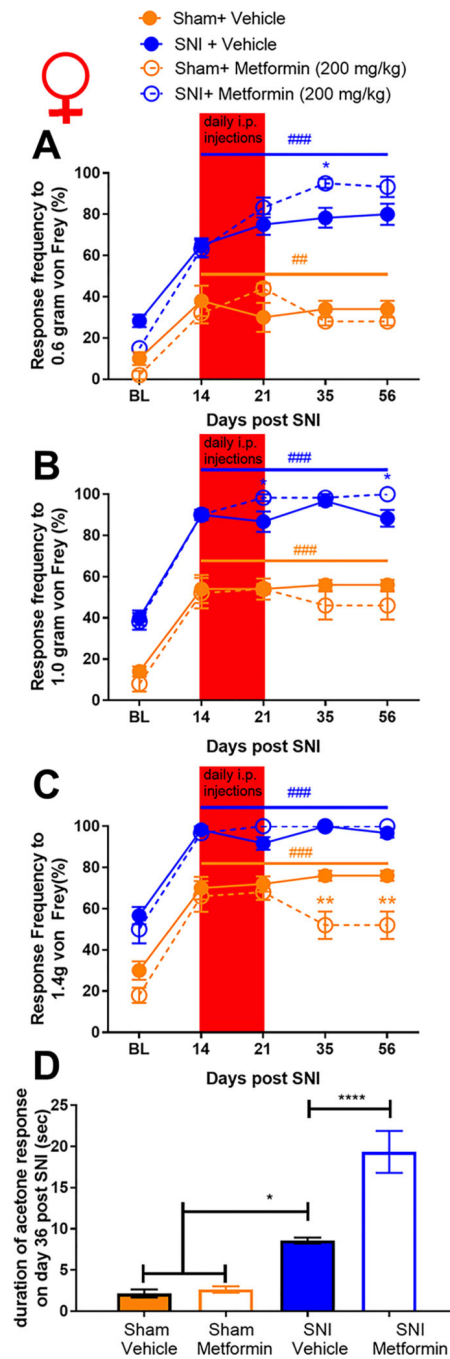 Sham+ Vehicle
SNI + Vehicle
Sham+ Metformin (200 mg/kg)
SNI+ Metformin (200 mg/kg)
A
daily i.p.
injections
###
*
##
Response frequency to
0.6 gram von Frey (%)
100
80
60
40
20
0
BL
14
21
35
56
Days post SNI
B
daily i.p.
injections
###
*
*
###
Response frequency to
1.0 gram von Frey (%)
100
80
60
40
20
0
BL
14
21
35
56
Days post SNI
C
daily i.p.
injections
###
###
**
**
Response Frequency to
1.4g von Frey(%)
100
80
60
40
20
0
BL
14
21
35
56
Days post SNI
D
duration of acetone response
on day 36 post SNI (sec)
25
20
15
10
5
0
*
****
Sham
Vehicle
Sham
Metformin
SNI
Vehicle
SNI
Metformin